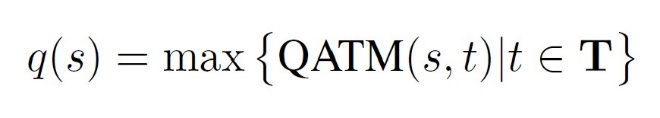 q(s) = max {QATM(s, t)|t ∈ T}